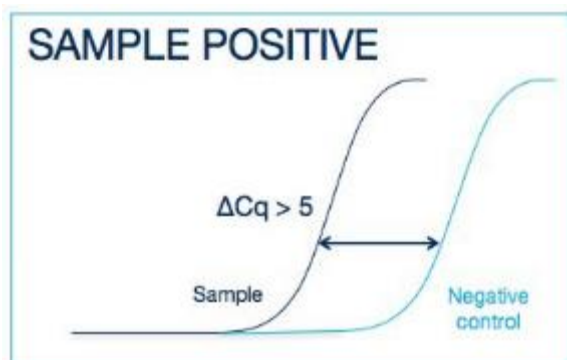 SAMPLE POSITIVE
ΔCq > 5
Sample
Negative
control